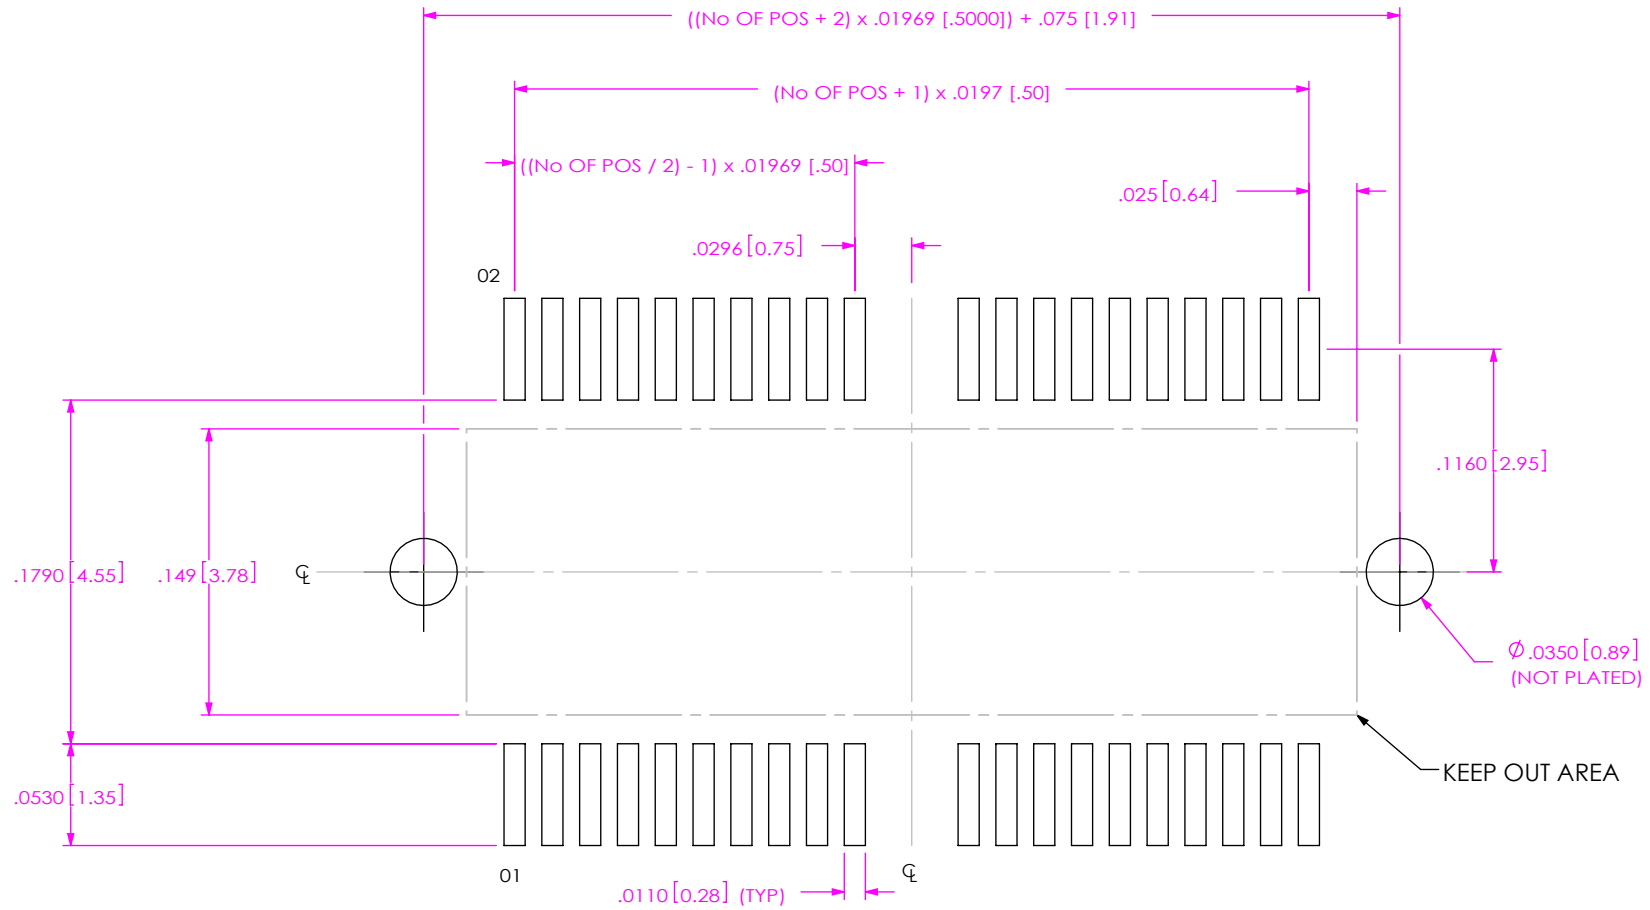 ((No OF POS + 2) x .01969 [.5000]) + .075 [1.91]
(No OF POS + 1) x .0197 [.50]
((No OF POS / 2) - 1) x .01969 [.50]
.025 [0.64]
.0296 [0.75]
02
.1160 [2.95]
.1790 [4.55]
.149 [3.78]
℄
Ø .0350 [0.89]
(NOT PLATED)
KEEP OUT AREA
.0530 [1.35]
01
℄
.0110 [0.28] (TYP)